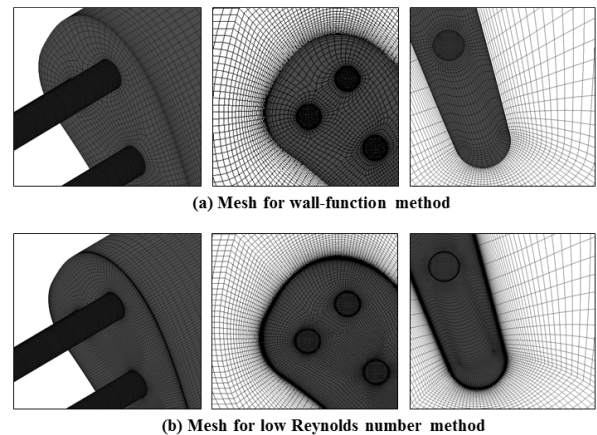 (a) Mesh for wall-function method
(b) Mesh for low Reynolds number method